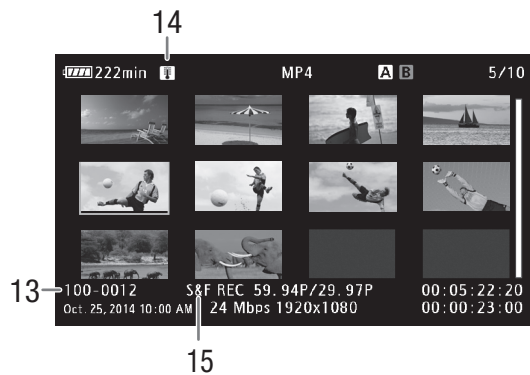 14
222min MP4 A B 5/10
13 100-0012 S&F REC 59.94P/29.97P 00:05:22:20
Oct. 25, 2014 10:00 AM 24 Mbps 1920x1080 00:00:23:00
15